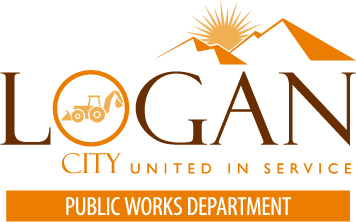 LOGAN
CITY UNITED IN SERVICE
PUBLIC WORKS DEPARTMENT